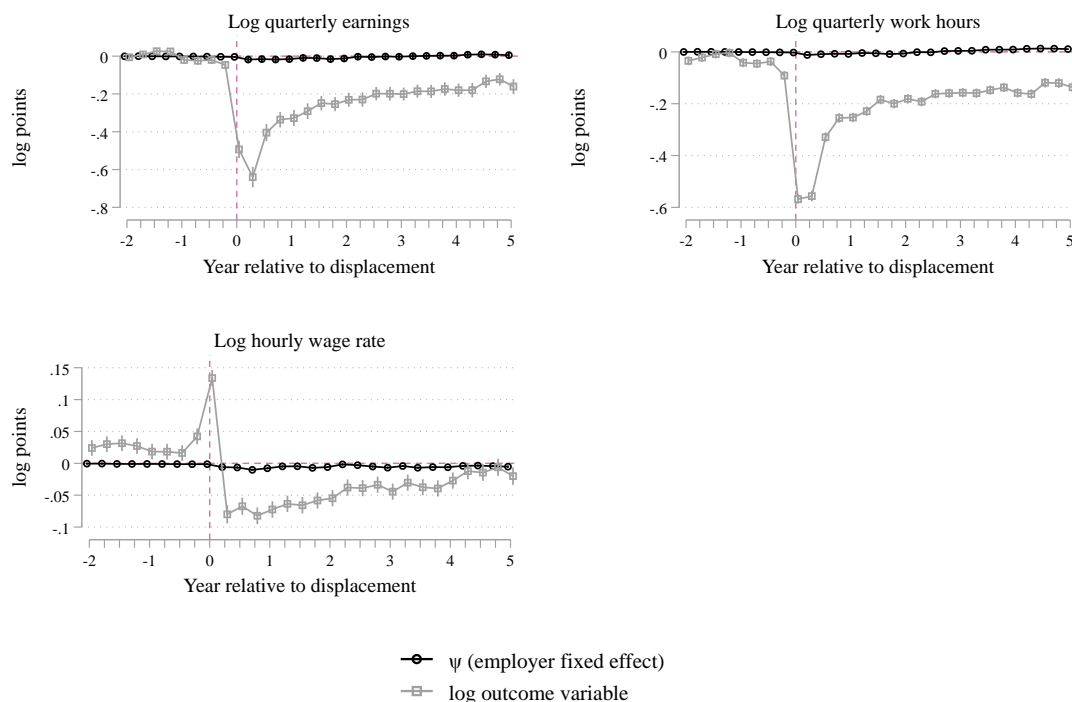 Log quarterly earnings
log points
0
-.2
-.4
-.6
-.8
-2 -1 0 1 2 3 4 5
Year relative to displacement
Log quarterly work hours
log points
0
-.2
-.4
-.6
-2 -1 0 1 2 3 4 5
Year relative to displacement
Log hourly wage rate
log points
.15
.1
.05
0
-.05
-.1
-2 -1 0 1 2 3 4 5
Year relative to displacement
ψ (employer fixed effect)
log outcome variable